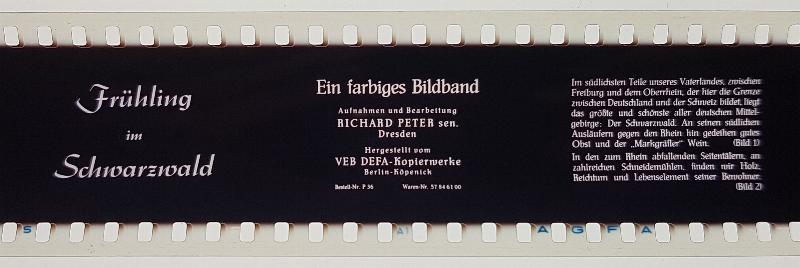 Frühling
im
Schwarzwald
Ein farbiges Bildband
Aufnahmen und Bearbeitung
RICHARD PETER sen.
Dresden
Hergestellt vom
VEB DEFA-Kopierwerke
Berlin-Köpenick
Bestell-Nr. P 36 Waren-Nr. 57 84 61 00
Im südlichsten Teile unseres Vaterlandes, zwischen
Freiburg und dem Oberrhein, der hier die Grenze
zwischen Deutschland und der Schweiz bildet, liegt
das größte und schönste aller deutschen Mittel-
gebirge: Der Schwarzwald. An seinen südlichen
Ausläufern gegen den Rhein hin gedeihen gutes
Obst und der „Markgräfler" Wein. (Bild 1)
In den zum Rhein abfallenden Seitentälern, an
zahlreichen Schneidemühlen, finden wir Holz,
Reichtum und Lebenselement seiner Bewohner.
(Bild 2)
S A G F A